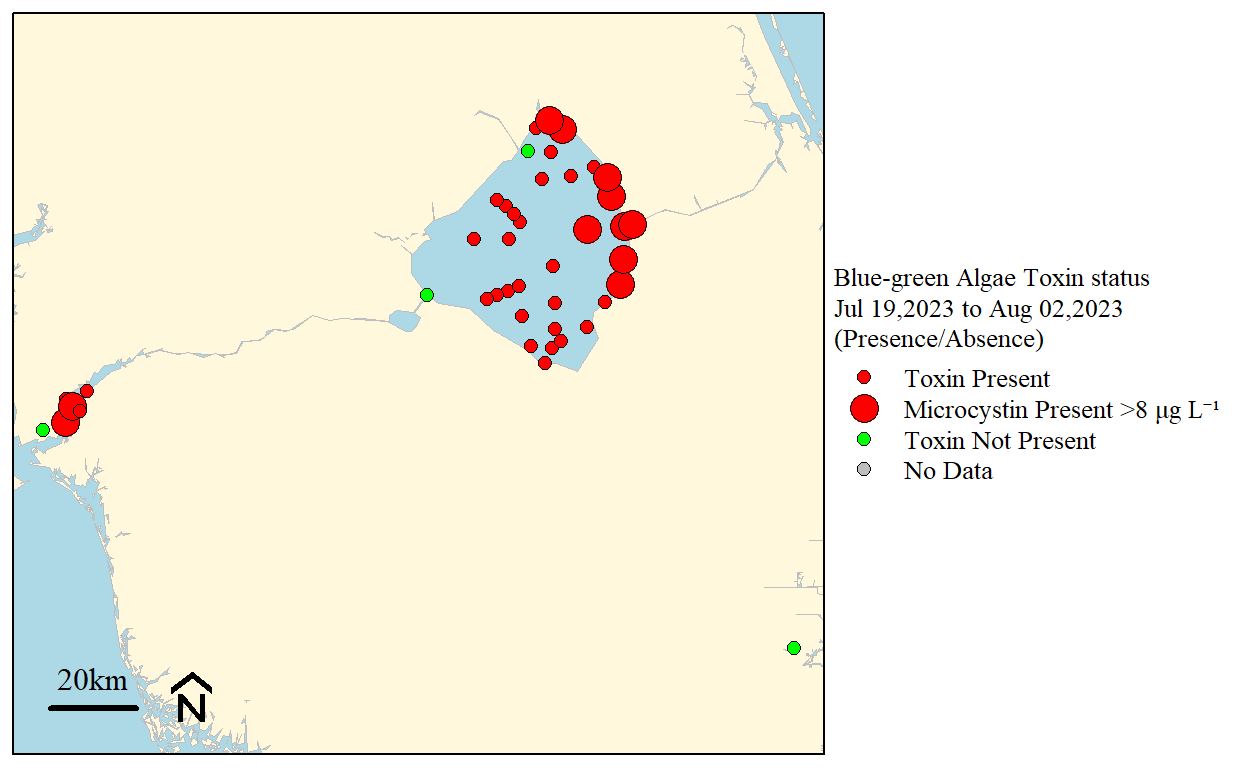 Blue-green Algae Toxin status
Jul 19,2023 to Aug 02,2023
(Presence/Absence)
Toxin Present
Microcystin Present >8 μg L⁻¹
Toxin Not Present
No Data
20km
N